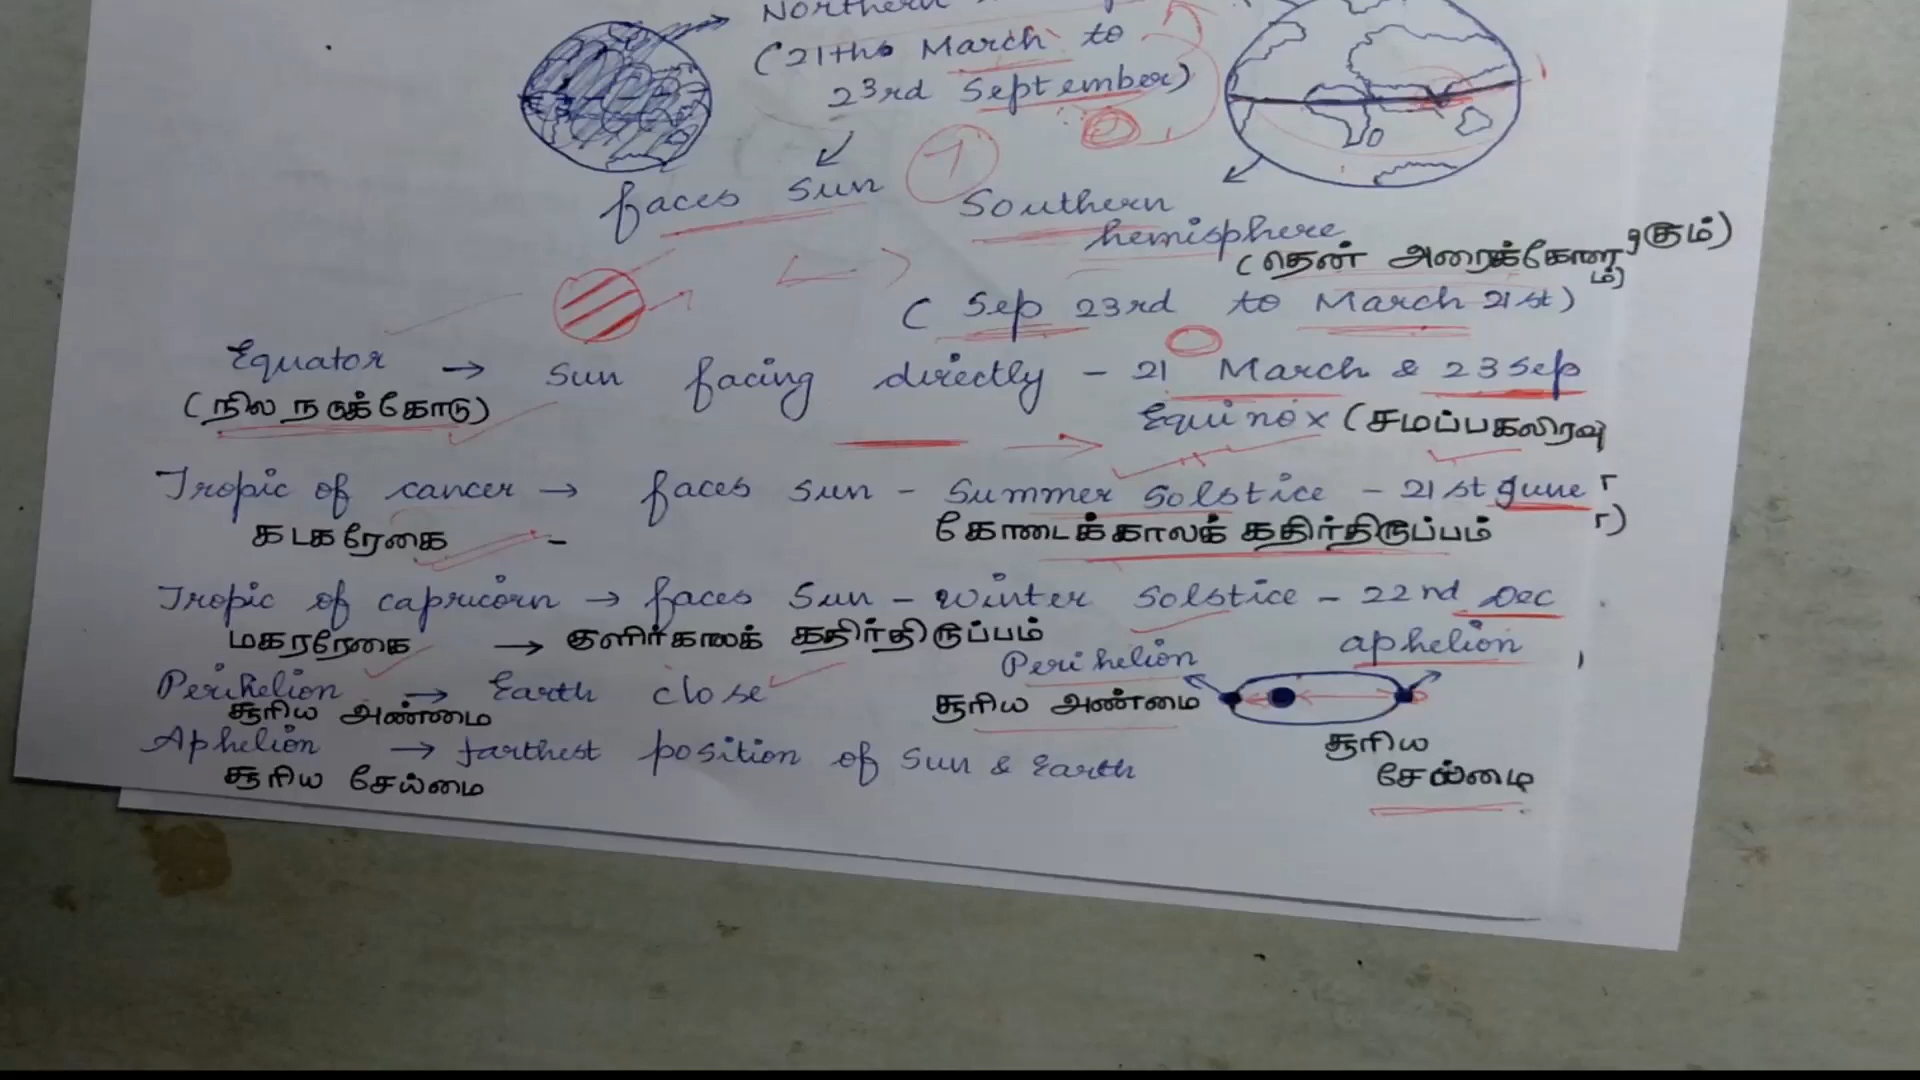 Northern
(21ths March to
23rd September)
faces Sun
Southern
hemisphere
(தென் அரைக்கோண
ம்)
கும்)
( Sep 23rd to March 21st)
Equator → Sun facing directly - 21 March & 23 Sep
(நில நடுக்கோடு)
Equinox (சமப்பகலிரவு
Tropic of cancer → faces sun - Summer Solstice - 21st June
கடகரேகை -
கோடைக்காலக் கதிர்திருப்பம்
Tropic of capricorn → faces Sun - winter Solstice - 22nd Dec
மகரரேகை → குளிர்காலக் கதிர்திருப்பம்
Perihelion
aphelion
Perihelion → Earth close
சூரிய அண்மை
சூரிய அண்மை
Aphelion → farthest position of Sun & Earth
சூரிய சேய்மை
சூரிய
சேய்மை